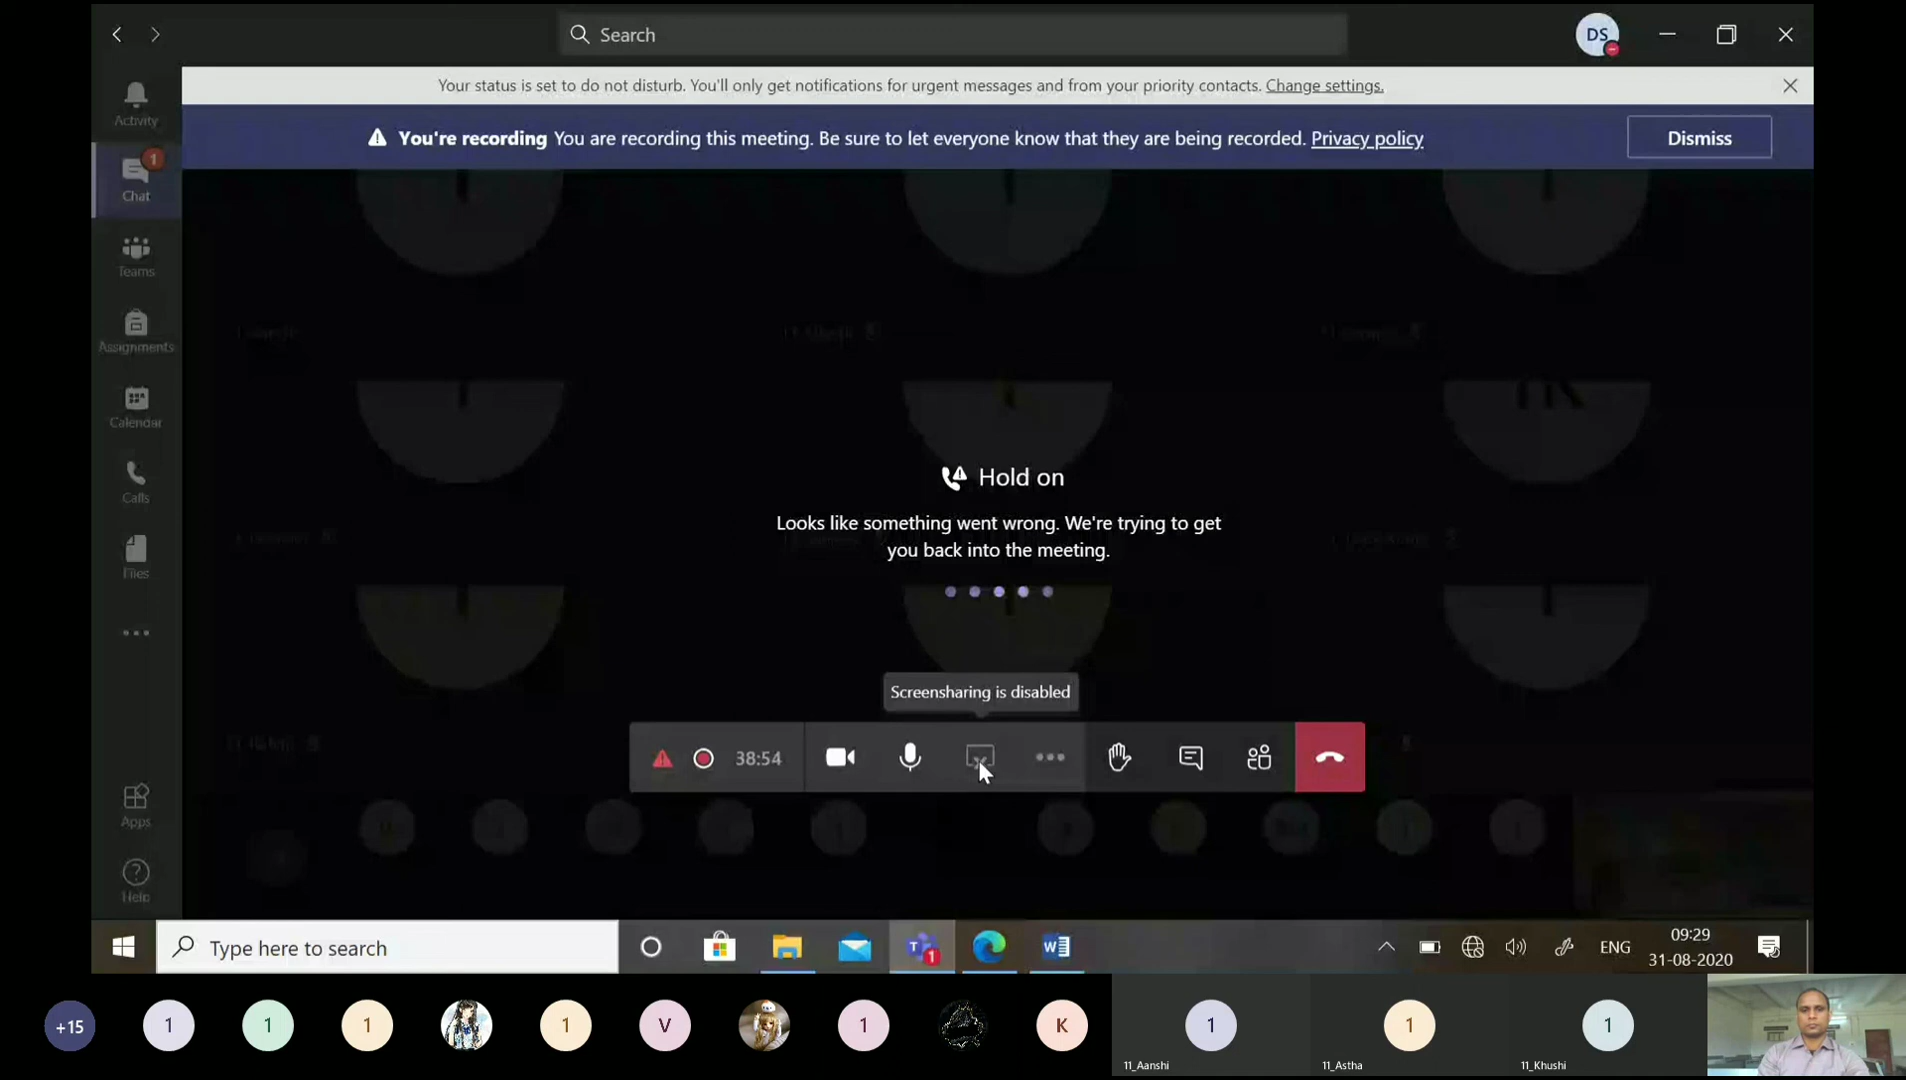 Search
DS
Your status is set to do not disturb. You'll only get notifications for urgent messages and from your priority contacts. Change settings.
Activity
You're recording You are recording this meeting. Be sure to let everyone know that they are being recorded. Privacy policy
Dismiss
1
Chat
Teams
Assignments
Calendar
Calls
Files
Hold on
Looks like something went wrong. We're trying to get
you back into the meeting.
Screensharing is disabled
38:54
Apps
Help
Type here to search
1
ENG
09:29
31-08-2020
+15
1
1
1
1
V
1
K
1
1
1
11_Aanshi
11_Astha
11_Khushi